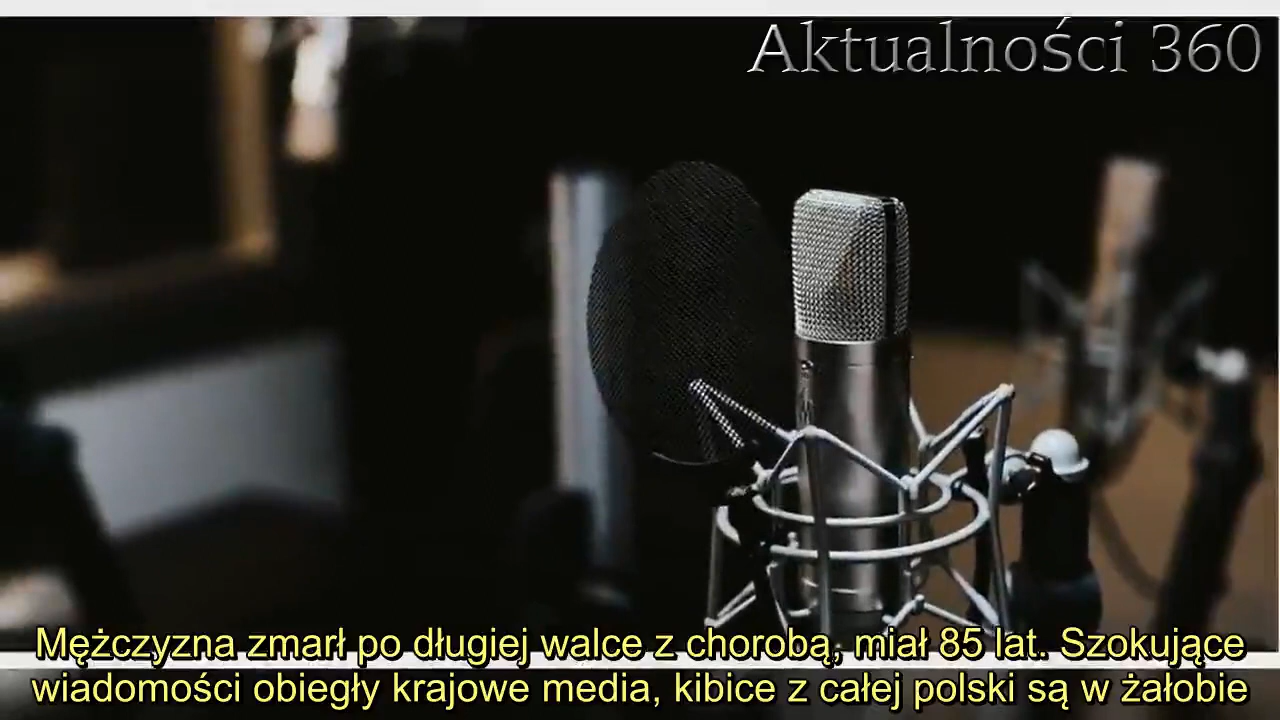 Aktualności 360
Mężczyzna zmarł po długiej walce z chorobą, miał 85 lat. Szokujące
wiadomości obiegły krajowe media, kibice z całej polski są w żałobie